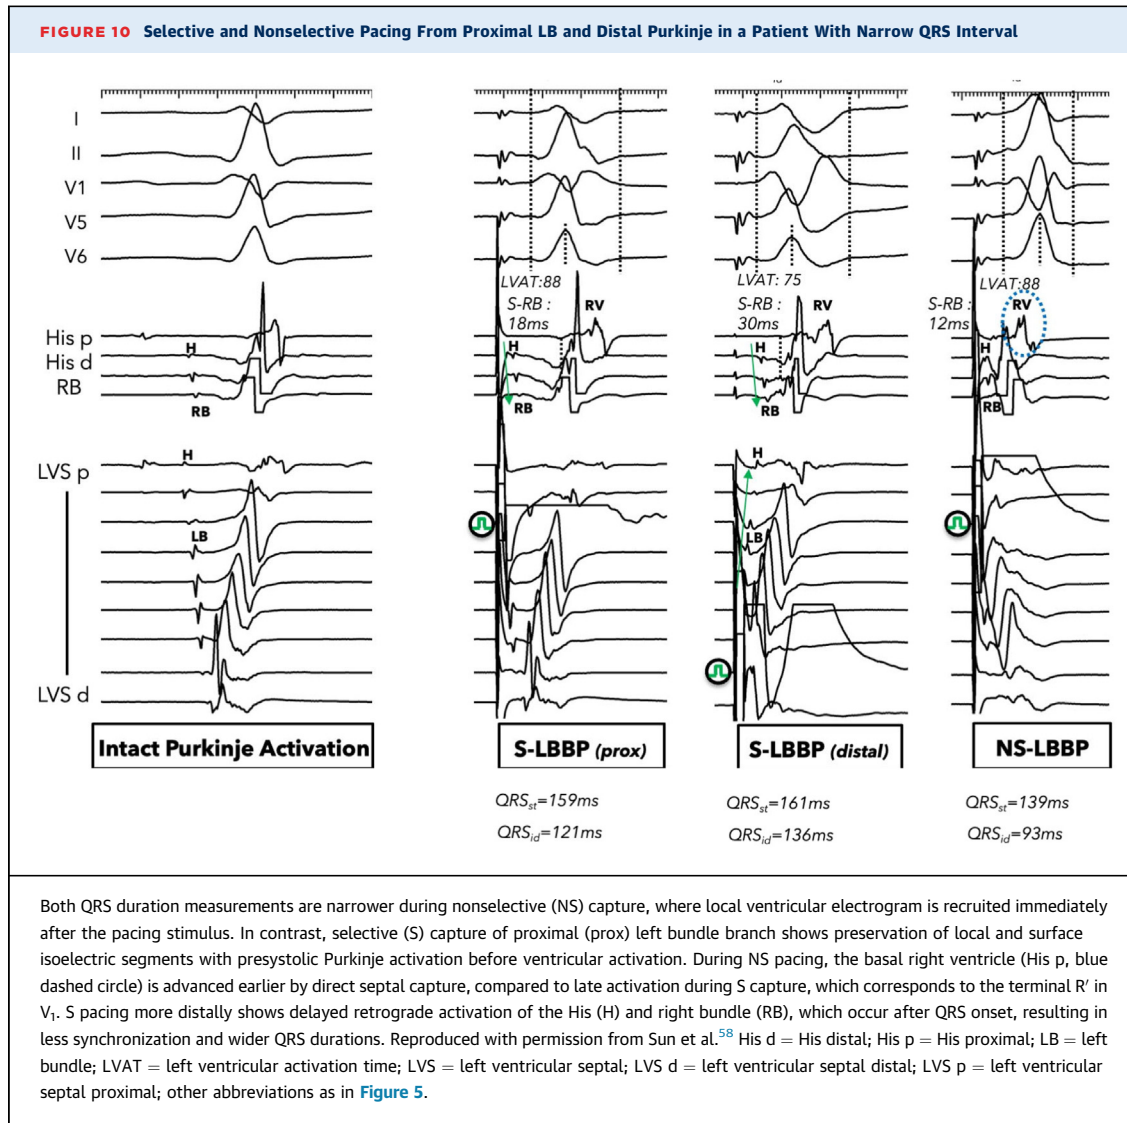 FIGURE 10 Selective and Nonselective Pacing From Proximal LB and Distal Purkinje in a Patient With Narrow QRS Interval
I
II
V1
V5
V6
His p
His d
RB
H
RB
LVS p
H
LB
LVS d
Intact Purkinje Activation
LVAT:88
S-RB :
18ms
RV
H
RB
S-LBBP (prox)
QRSst=159ms
QRSid=121ms
LVAT: 75
S-RB :
30ms
RV
H
RB
H
LB
S-LBBP (distal)
QRSst=161ms
QRSid=136ms
LVAT:88
S-RB :
12ms
RV
H
RB
NS-LBBP
QRSst=139ms
QRSid=93ms
Both QRS duration measurements are narrower during nonselective (NS) capture, where local ventricular electrogram is recruited immediately
after the pacing stimulus. In contrast, selective (S) capture of proximal (prox) left bundle branch shows preservation of local and surface
isoelectric segments with presystolic Purkinje activation before ventricular activation. During NS pacing, the basal right ventricle (His p, blue
dashed circle) is advanced earlier by direct septal capture, compared to late activation during S capture, which corresponds to the terminal R′ in
V1. S pacing more distally shows delayed retrograde activation of the His (H) and right bundle (RB), which occur after QRS onset, resulting in
less synchronization and wider QRS durations. Reproduced with permission from Sun et al.58 His d = His distal; His p = His proximal; LB = left
bundle; LVAT = left ventricular activation time; LVS = left ventricular septal; LVS d = left ventricular septal distal; LVS p = left ventricular
septal proximal; other abbreviations as in Figure 5.